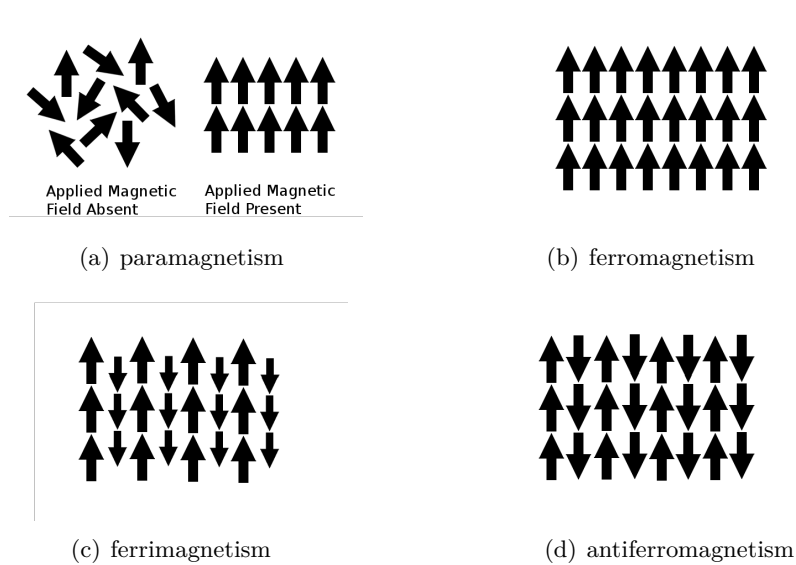 Applied Magnetic
Field Absent
Applied Magnetic
Field Present
(a) paramagnetism
(b) ferromagnetism
(c) ferrimagnetism
(d) antiferromagnetism